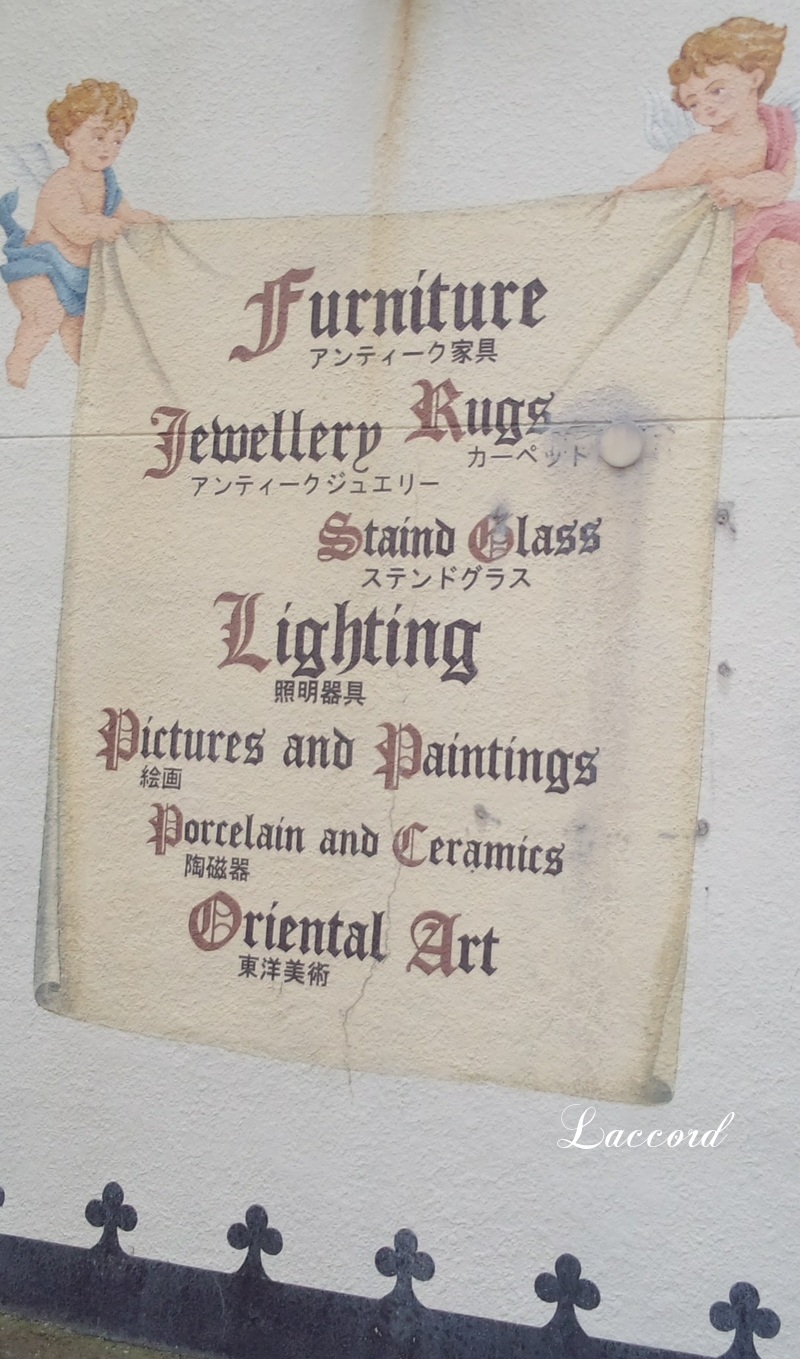 Furniture
アンティーク家具
Jewellery Rugs
カーペット
アンティークジュエリー
Staind Glass
ステンドグラス
Lighting
照明器具
Pictures and Paintings
絵画
Porcelain and Ceramics
陶磁器
Oriental Art
東洋美術
Laccord